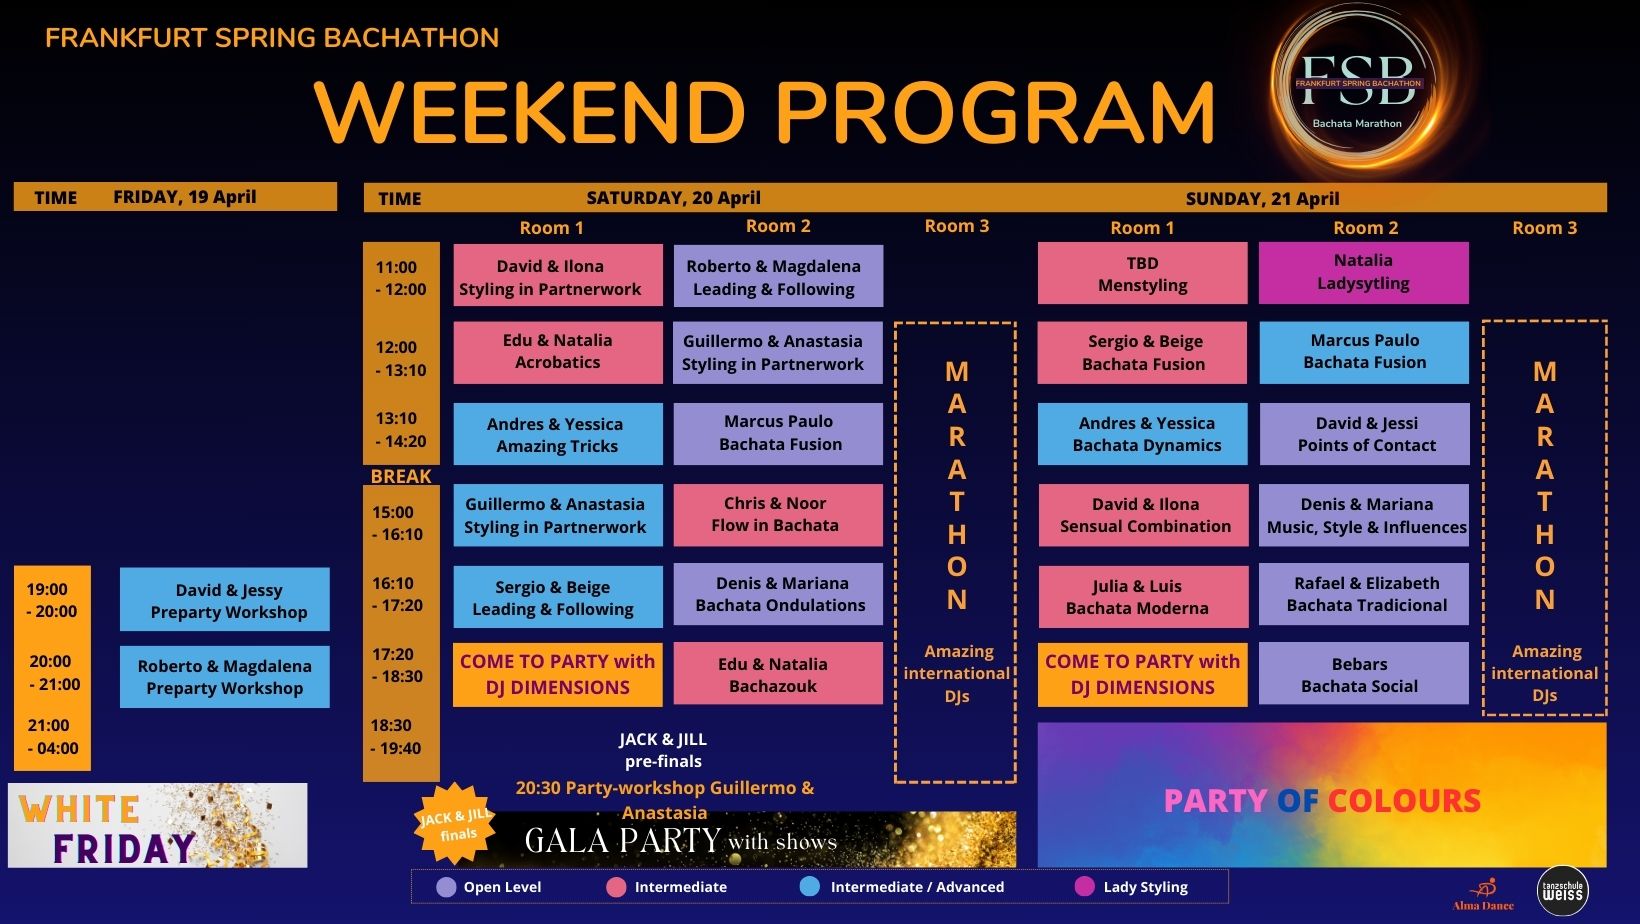 FRANKFURT SPRING BACHATHON
WEEKEND PROGRAM
FSB
FRANKFURT SPRING BACHATHON
Bachata Marathon
TIME FRIDAY, 19 April
19:00
- 20:00
David & Jessy
Preparty Workshop
20:00
- 21:00
Roberto & Magdalena
Preparty Workshop
21:00
- 04:00
WHITE
FRIDAY
TIME SATURDAY, 20 April SUNDAY, 21 April
Room 1 Room 2 Room 3 Room 1 Room 2 Room 3
11:00
- 12:00
David & Ilona
Styling in Partnerwork
Roberto & Magdalena
Leading & Following
TBD
Menstyling
Natalia
Ladysytling
12:00
- 13:10
Edu & Natalia
Acrobatics
Guillermo & Anastasia
Styling in Partnerwork
Sergio & Beige
Bachata Fusion
Marcus Paulo
Bachata Fusion
13:10
- 14:20
Andres & Yessica
Amazing Tricks
Marcus Paulo
Bachata Fusion
Andres & Yessica
Bachata Dynamics
David & Jessi
Points of Contact
BREAK
15:00
- 16:10
Guillermo & Anastasia
Styling in Partnerwork
Chris & Noor
Flow in Bachata
David & Ilona
Sensual Combination
Denis & Mariana
Music, Style & Influences
16:10
- 17:20
Sergio & Beige
Leading & Following
Denis & Mariana
Bachata Ondulations
Julia & Luis
Bachata Moderna
Rafael & Elizabeth
Bachata Tradicional
17:20
- 18:30
COME TO PARTY with
DJ DIMENSIONS
Edu & Natalia
Bachazouk
COME TO PARTY with
DJ DIMENSIONS
Bebars
Bachata Social
18:30
- 19:40
JACK & JILL
pre-finals
20:30 Party-workshop Guillermo &
Anastasia
JACK & JILL
finals
GALA PARTY with shows
M
A
R
A
T
H
O
N
Amazing
international
DJs
M
A
R
A
T
H
O
N
Amazing
international
DJs
PARTY OF COLOURS
Open Level
Intermediate
Intermediate / Advanced
Lady Styling
Alma Dance
tanzschule
weiss